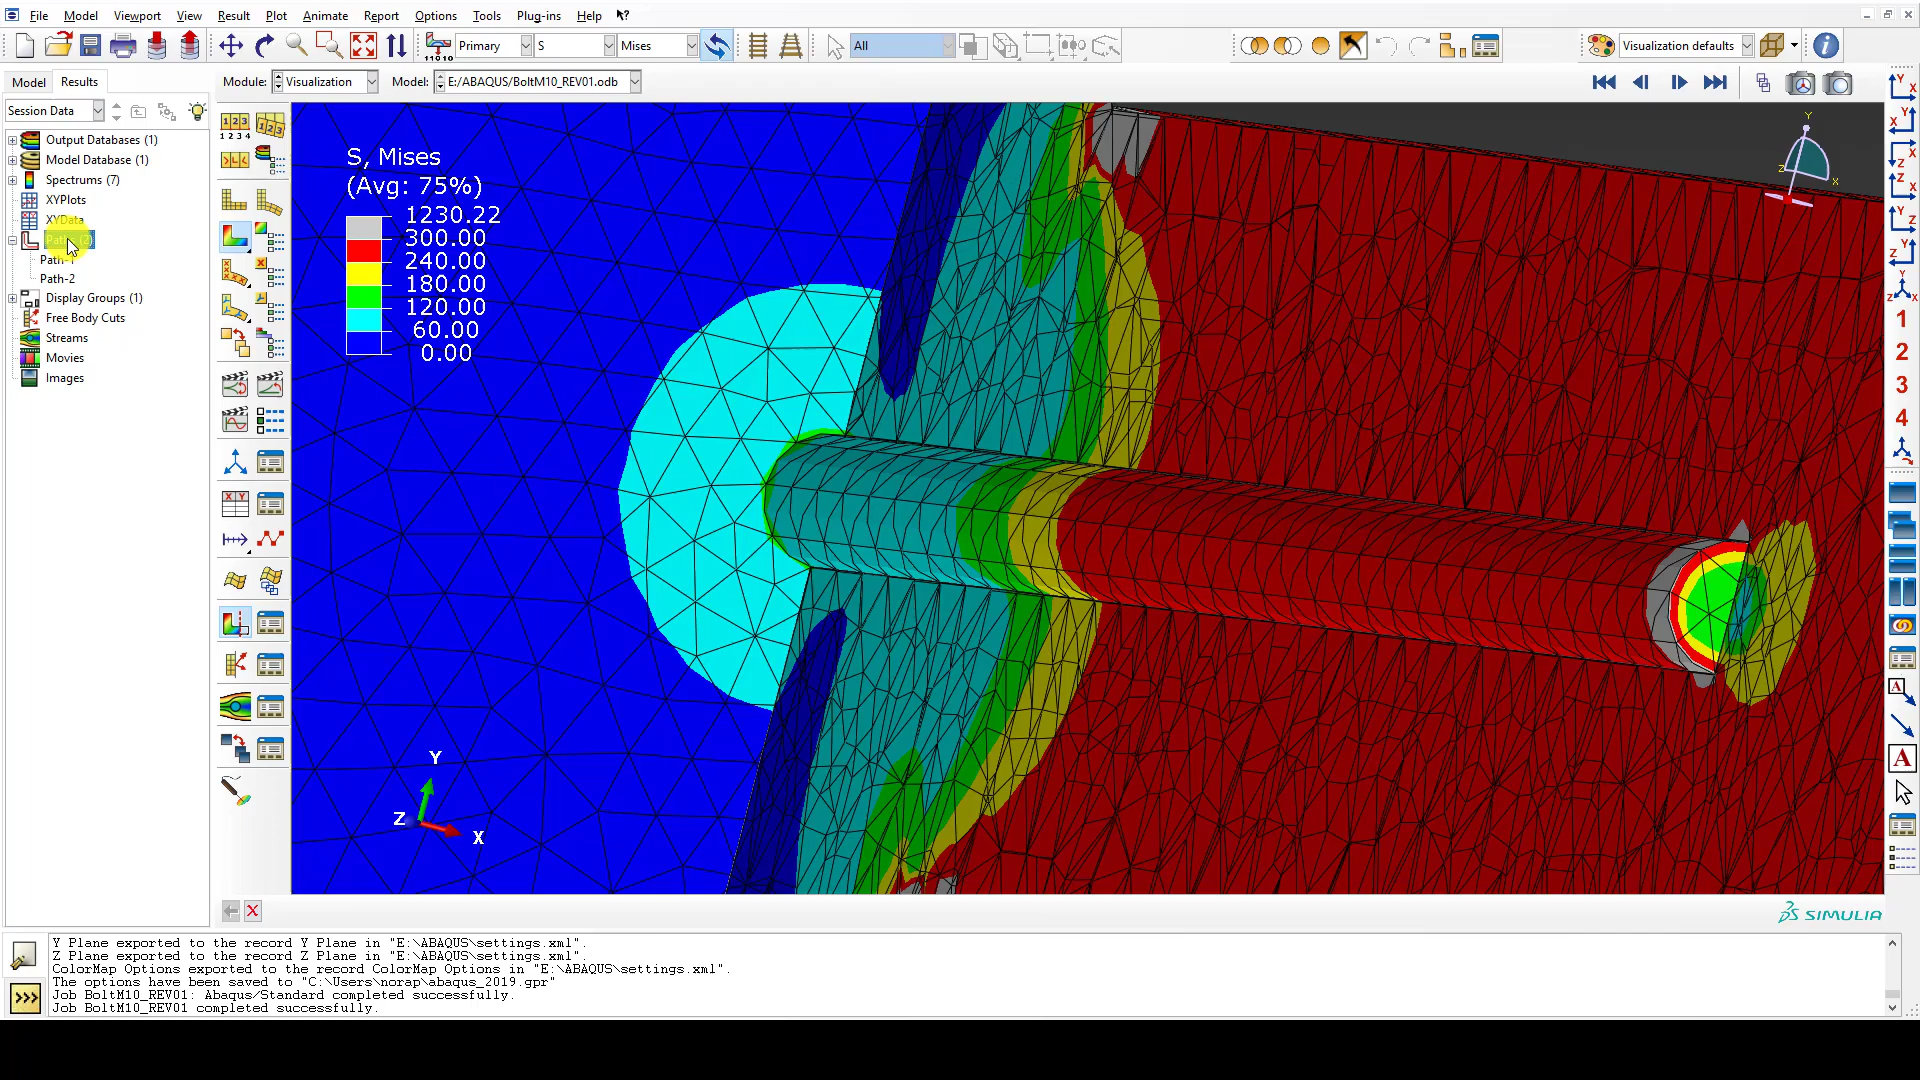 File Model Viewport View Result Plot Animate Report Options Tools Plug-ins Help
Primary S Mises All Visualization defaults
Model Results Module: Visualization Model: E:/ABAQUS/BoltM10_REV01.odb
Session Data
Output Databases (1)
Model Database (1)
Spectrums (7)
XYPlots
XYData
Paths (2)
Path-1
Path-2
Display Groups (1)
Free Body Cuts
Streams
Movies
Images
S, Mises
(Avg: 75%)
1230.22
300.00
240.00
180.00
120.00
60.00
0.00
Y
Z
X
Y
Z
X
1
2
3
4
SIMULIA
Y Plane exported to the record Y Plane in "E:\ABAQUS\settings.xml".
Z Plane exported to the record Z Plane in "E:\ABAQUS\settings.xml".
ColorMap Options exported to the record ColorMap Options in "E:\ABAQUS\settings.xml".
The options have been saved to "C:\Users\norap\abaqus_2019.gpr"
Job BoltM10_REV01: Abaqus/Standard completed successfully.
Job BoltM10_REV01 completed successfully.